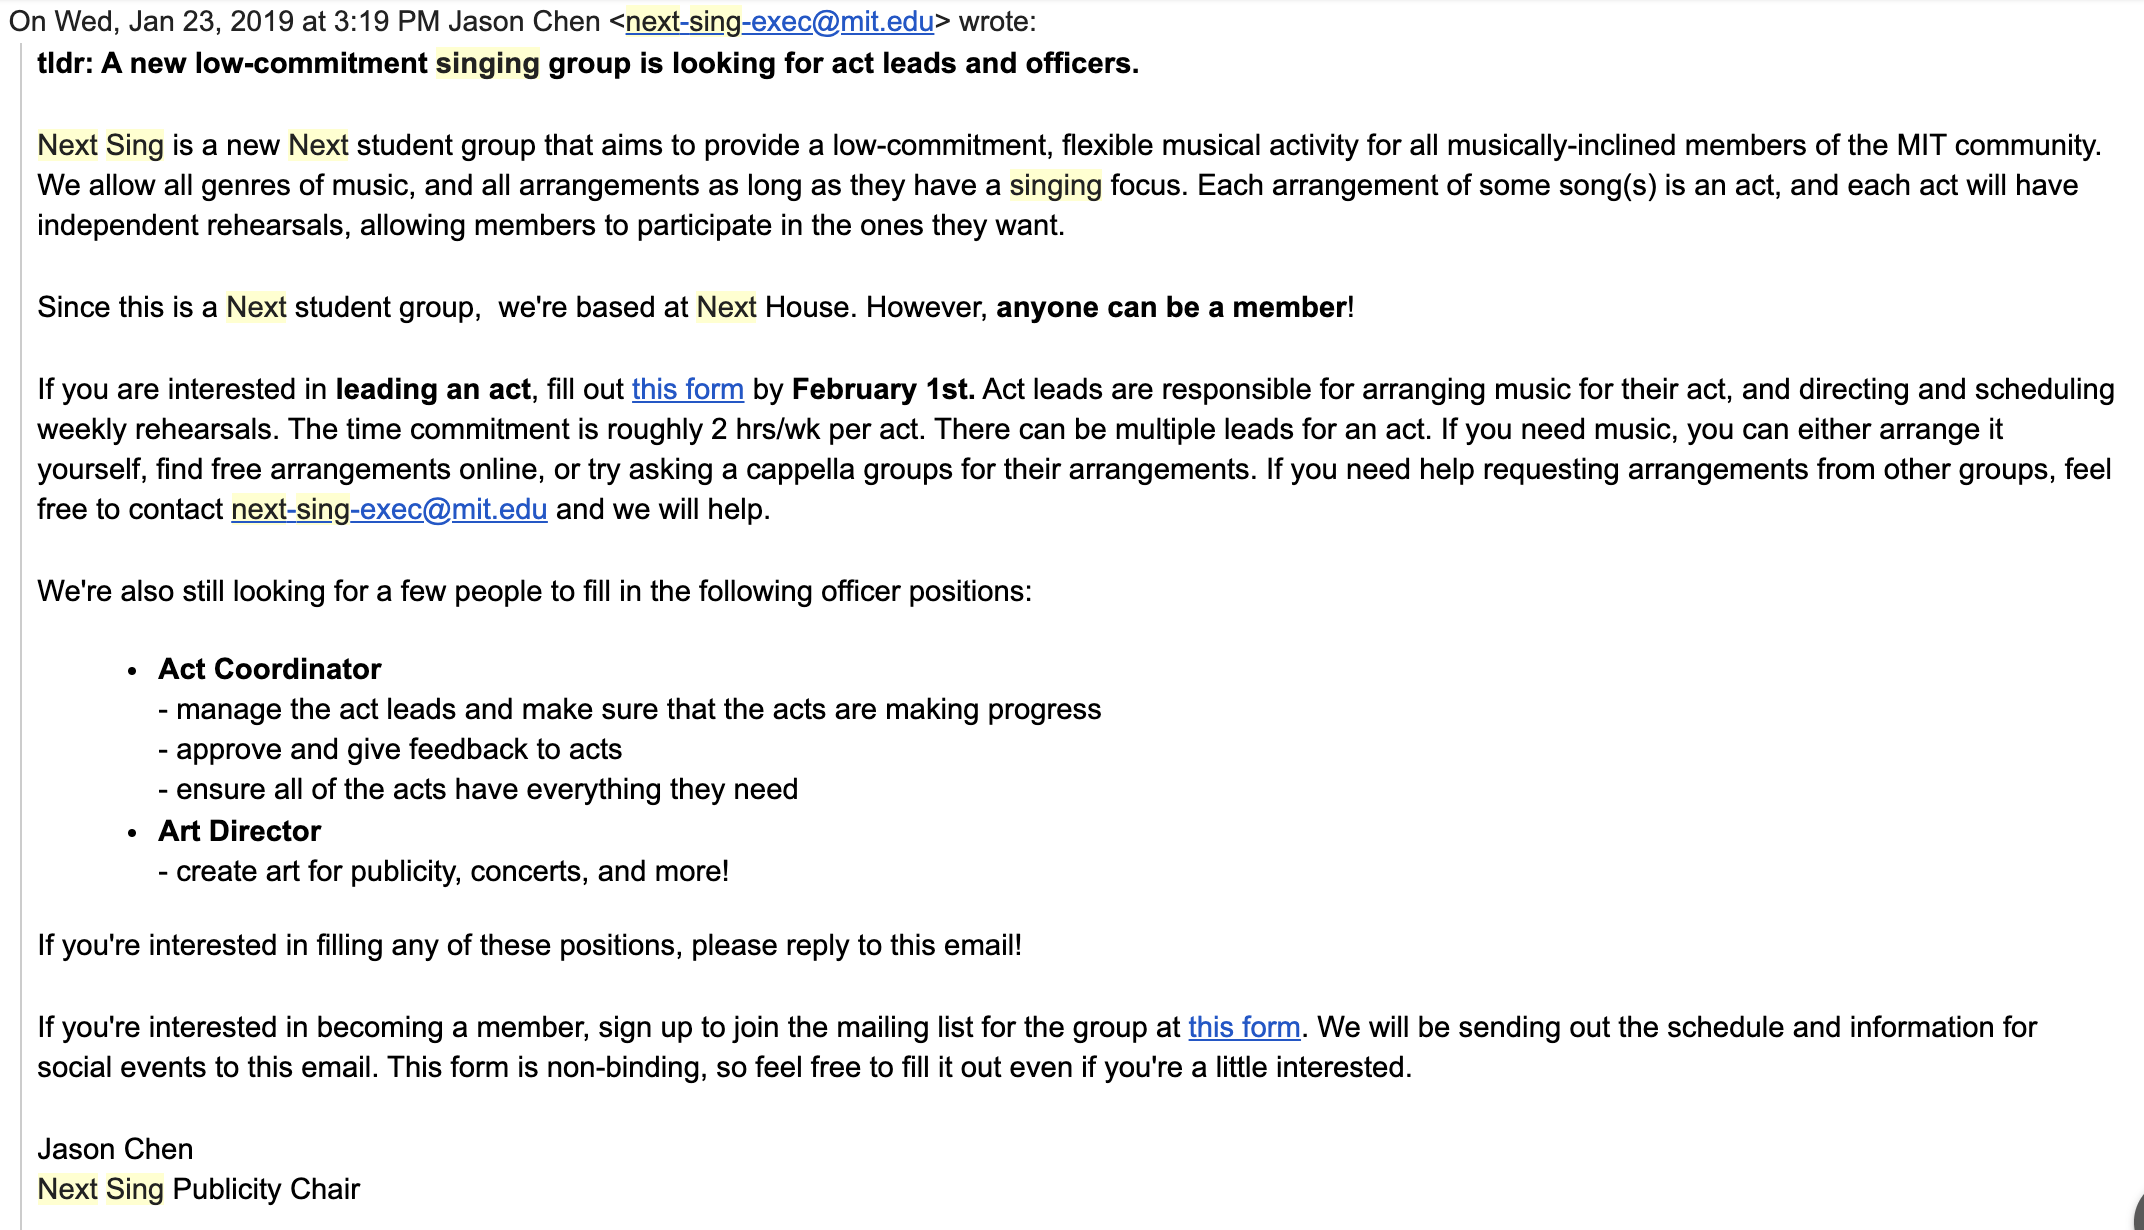 On Wed, Jan 23, 2019 at 3:19 PM Jason Chen <next-sing-exec@mit.edu> wrote:
tldr: A new low-commitment singing group is looking for act leads and officers.
Next Sing is a new Next student group that aims to provide a low-commitment, flexible musical activity for all musically-inclined members of the MIT community.
We allow all genres of music, and all arrangements as long as they have a singing focus. Each arrangement of some song(s) is an act, and each act will have
independent rehearsals, allowing members to participate in the ones they want.
Since this is a Next student group,  we're based at Next House. However, anyone can be a member!
If you are interested in leading an act, fill out this form by February 1st. Act leads are responsible for arranging music for their act, and directing and scheduling
weekly rehearsals. The time commitment is roughly 2 hrs/wk per act. There can be multiple leads for an act. If you need music, you can either arrange it
yourself, find free arrangements online, or try asking a cappella groups for their arrangements. If you need help requesting arrangements from other groups, feel
free to contact next-sing-exec@mit.edu and we will help.
We're also still looking for a few people to fill in the following officer positions:
• Act Coordinator
- manage the act leads and make sure that the acts are making progress
- approve and give feedback to acts
- ensure all of the acts have everything they need
• Art Director
- create art for publicity, concerts, and more!
If you're interested in filling any of these positions, please reply to this email!
If you're interested in becoming a member, sign up to join the mailing list for the group at this form. We will be sending out the schedule and information for
social events to this email. This form is non-binding, so feel free to fill it out even if you're a little interested.
Jason Chen
Next Sing Publicity Chair